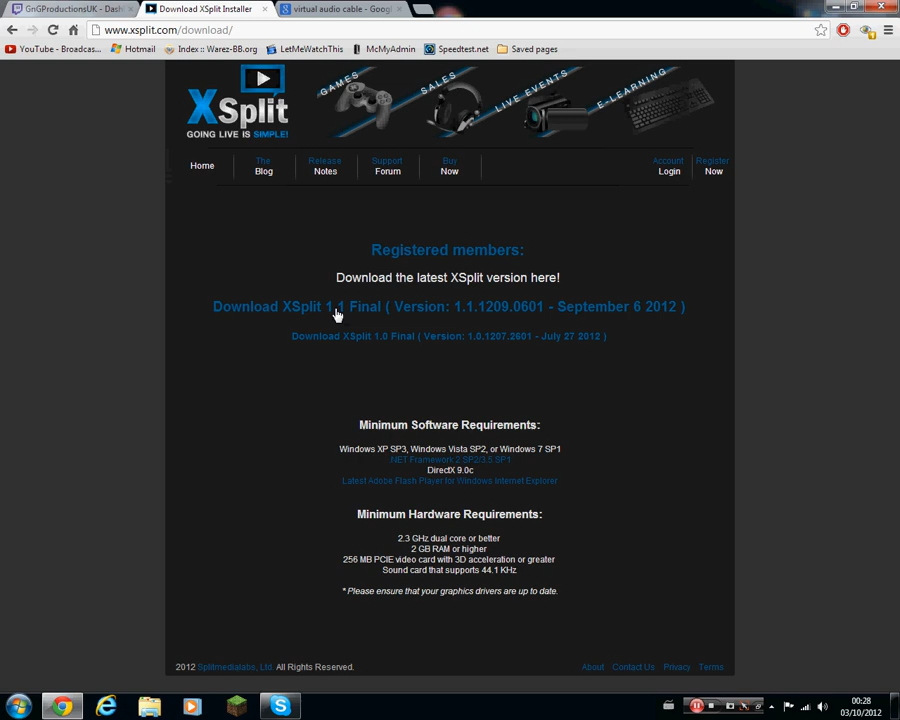 GnGProductionsUK - Dash
Download XSplit Installer
virtual audio cable - Googl
www.xsplit.com/download/
YouTube - Broadcas...
Hotmail
Index :: Warez-BB.org
LetMeWatchThis
McMyAdmin
Speedtest.net
Saved pages
XSplit
GOING LIVE IS SIMPLE!
GAMES
SALES
LIVE EVENTS
E-LEARNING
Home
The Blog
Release Notes
Support Forum
Buy Now
Account Login
Register Now
Registered members:
Download the latest XSplit version here!
Download XSplit 1.1 Final ( Version: 1.1.1209.0601 - September 6 2012 )
Download XSplit 1.0 Final ( Version: 1.0.1207.2601 - July 27 2012 )
Minimum Software Requirements:
Windows XP SP3, Windows Vista SP2, or Windows 7 SP1
.NET Framework 2 SP2/3.5 SP1
DirectX 9.0c
Latest Adobe Flash Player for Windows Internet Explorer
Minimum Hardware Requirements:
2.3 GHz dual core or better
2 GB RAM or higher
256 MB PCIE video card with 3D acceleration or greater
Sound card that supports 44.1 KHz
* Please ensure that your graphics drivers are up to date.
2012 Splitmedialabs, Ltd. All Rights Reserved.
About
Contact Us
Privacy
Terms
00:28
03/10/2012